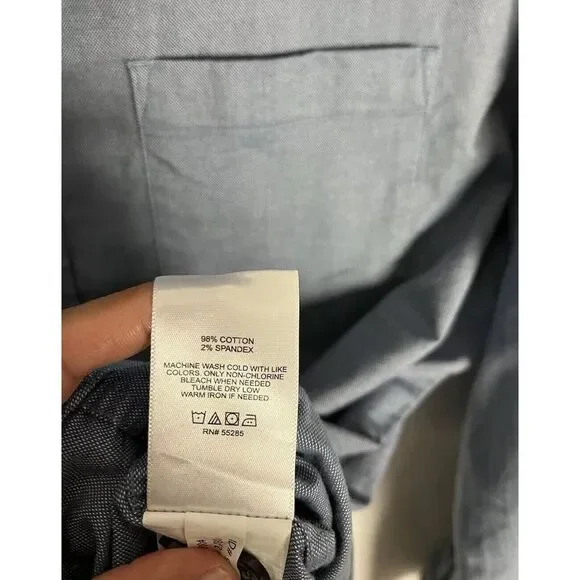 98% COTTON
2% SPANDEX
MACHINE WASH COLD WITH LIKE
COLORS. ONLY NON-CHLORINE
BLEACH WHEN NEEDED
TUMBLE DRY LOW
WARM IRON IF NEEDED
RN# 55285